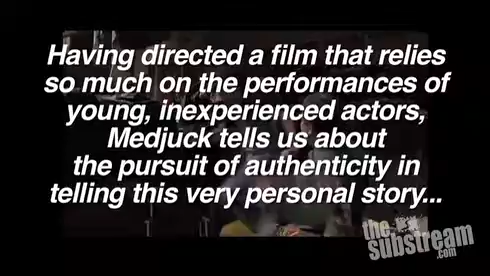 Having directed a film that relies
so much on the performances of
young, inexperienced actors,
Medjuck tells us about
the pursuit of authenticity in
telling this very personal story...
the
substream
.com